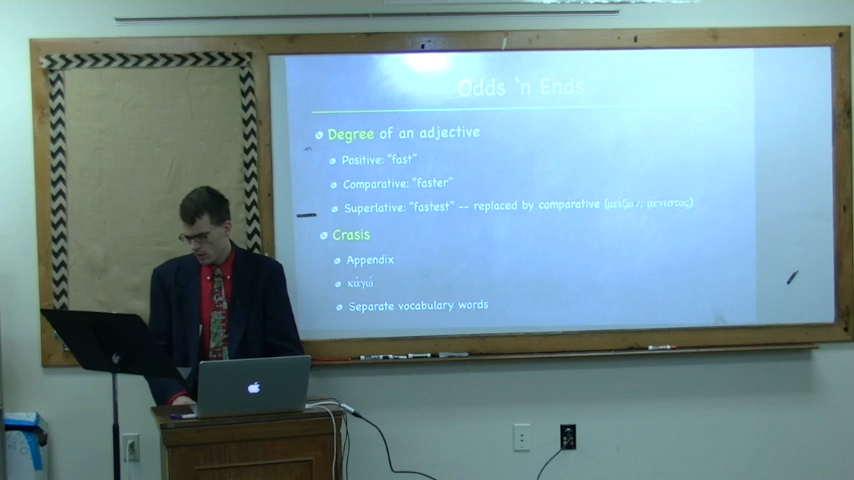 Odds 'n Ends
Degree of an adjective
Positive: "fast"
Comparative: "faster"
Superlative: "fastest" -- replaced by comparative (μείζων; μέγιστος)
Crasis
Appendix
κἀγώ
Separate vocabulary words